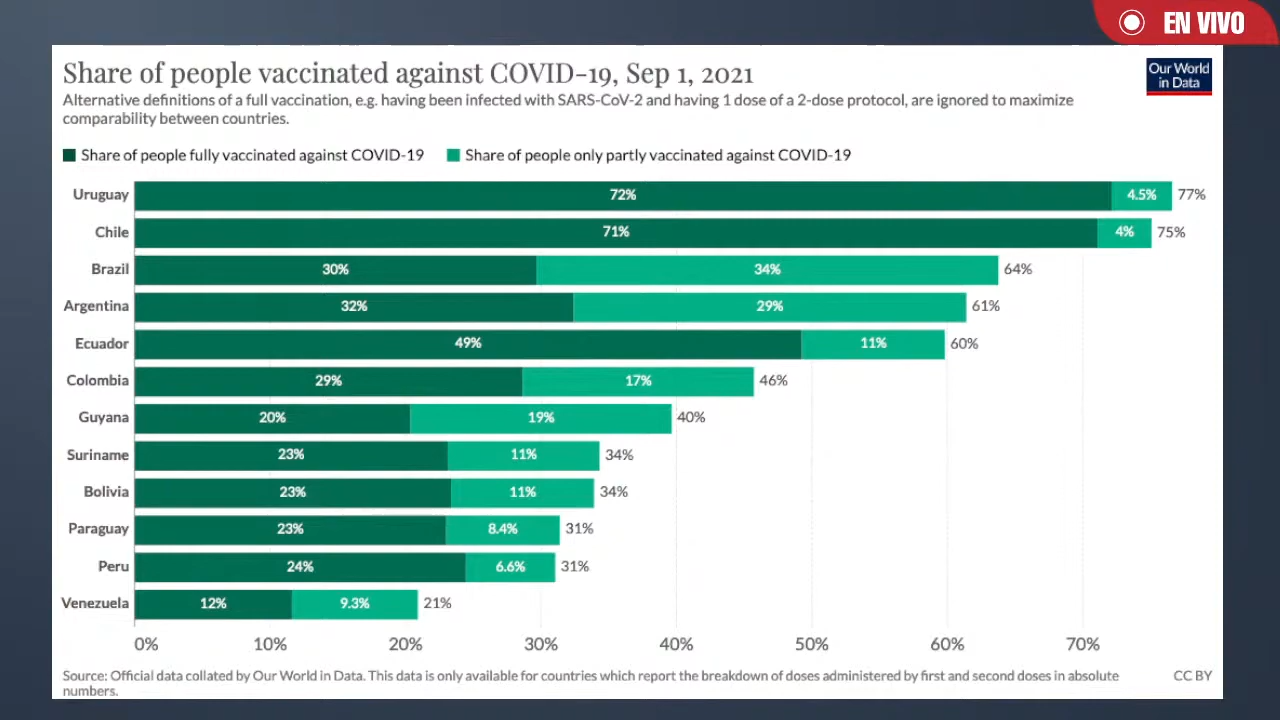 EN VIVO
Share of people vaccinated against COVID-19, Sep 1, 2021
Our World
in Data
Alternative definitions of a full vaccination, e.g. having been infected with SARS-CoV-2 and having 1 dose of a 2-dose protocol, are ignored to maximize
comparability between countries.
Share of people fully vaccinated against COVID-19 Share of people only partly vaccinated against COVID-19
Uruguay 72% 4.5% 77%
Chile 71% 4% 75%
Brazil 30% 34% 64%
Argentina 32% 29% 61%
Ecuador 49% 11% 60%
Colombia 29% 17% 46%
Guyana 20% 19% 40%
Suriname 23% 11% 34%
Bolivia 23% 11% 34%
Paraguay 23% 8.4% 31%
Peru 24% 6.6% 31%
Venezuela 12% 9.3% 21%
0% 10% 20% 30% 40% 50% 60% 70%
Source: Official data collated by Our World in Data. This data is only available for countries which report the breakdown of doses administered by first and second doses in absolute
numbers.
CC BY